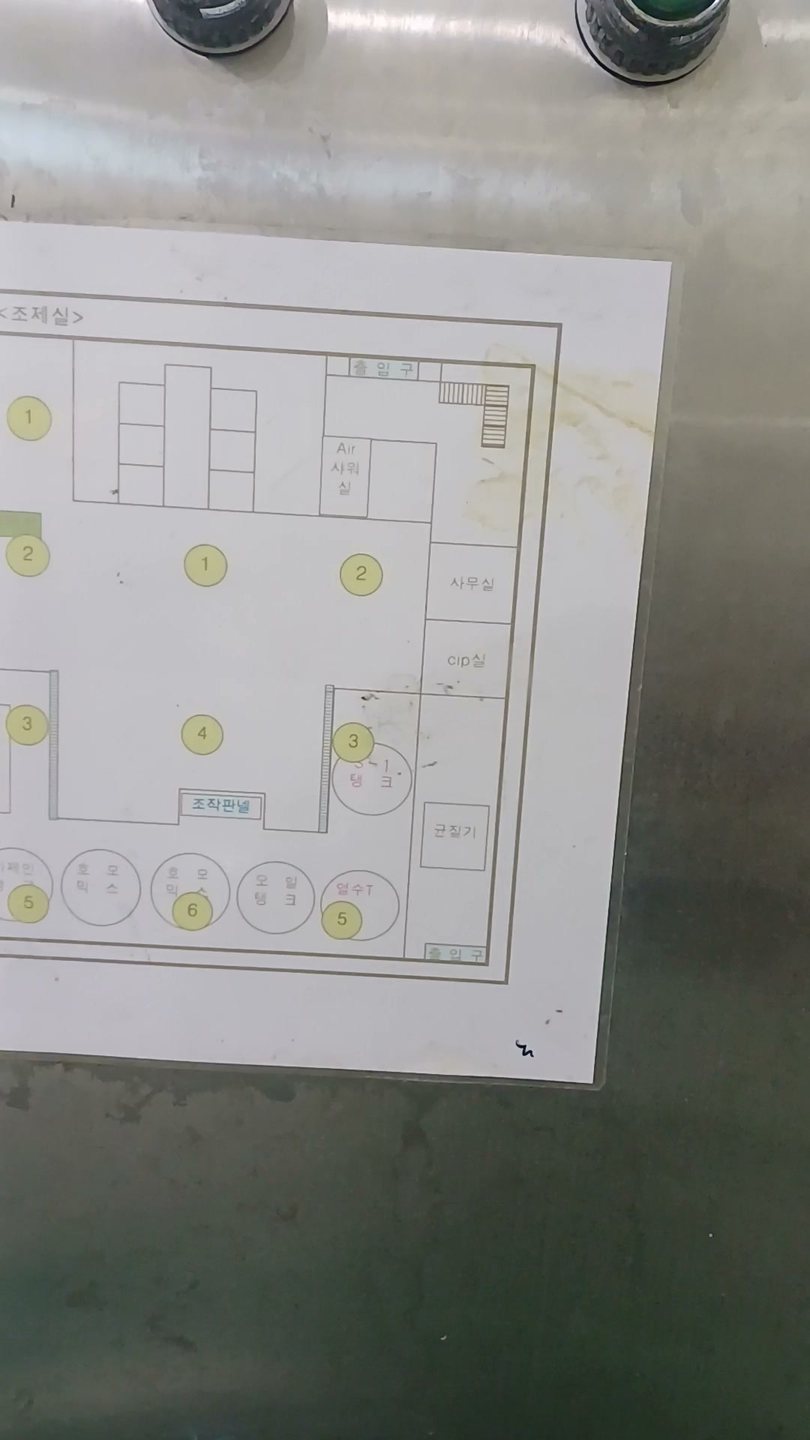 <조제실>
출 입 구
1
Air
샤워
실
2
1
2
사무실
cip실
3
4
3
탱 크
조작판넬
균질기
호 모
믹 스
호 모
믹 스
오 일
탱 크
열수T
5
6
5
출 입 구